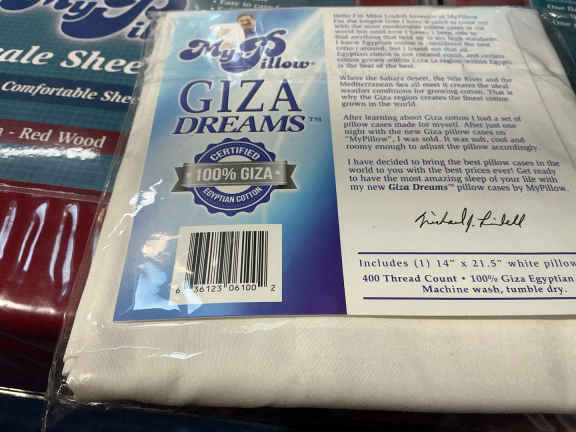 My Pillow®
ale Shee
Comfortable Shee
- Red Wood
GIZA
DREAMS™
CERTIFIED
100% GIZA
EGYPTIAN COTTON
6 36123 06100 2
Where the Sahara desert, the Nile River and the
Mediterranean Sea all meet it creates the ideal
weather conditions for growing cotton. That is
why the Giza region creates the finest cotton
grown in the world
After learning about Giza cotton I had a set of
pillow cases made for myself. After just one
night with the new Giza pillow cases on
"MyPillow", I was sold. It was soft, cool and
roomy enough to adjust the pillow accordingly.
I have decided to bring the best pillow cases in the
world to you with the best prices ever! Get ready
to have the most amazing sleep of your life with
my new Giza Dreams™ pillow cases by MyPillow.
Michael J. Lindell
Includes (1) 14" x 21.5" white pillow
400 Thread Count • 100% Giza Egyptian
Machine wash, tumble dry.